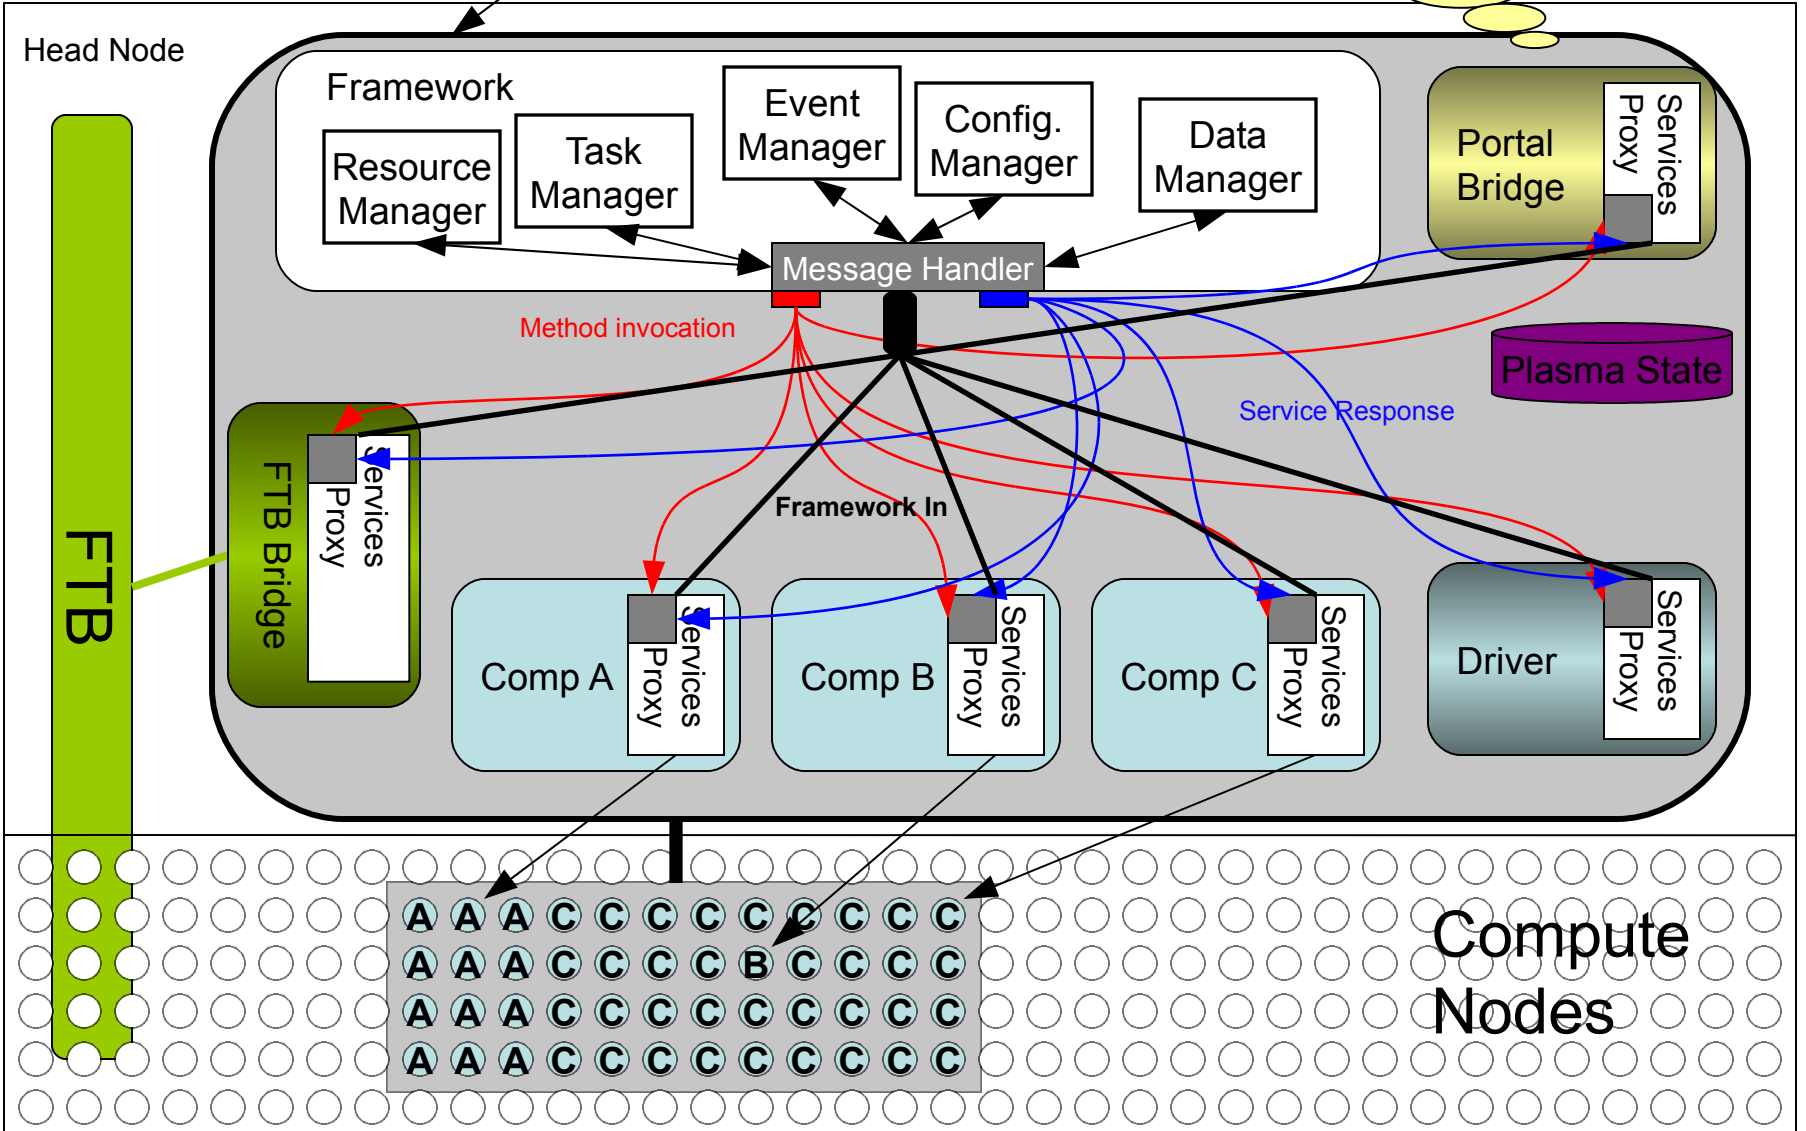 Head Node
Framework
Resource
Manager
Task
Manager
Event
Manager
Config.
Manager
Data
Manager
Message Handler
Portal
Bridge
Services
Proxy
Method invocation
Plasma State
Service Response
Framework In
FTB
FTB Bridge
Services
Proxy
Comp A
Services
Proxy
Comp B
Services
Proxy
Comp C
Services
Proxy
Driver
Services
Proxy
A A A C C C C C C C C C
A A A C C C C B C C C C
A A A C C C C C C C C C
A A A C C C C C C C C C
Compute
Nodes